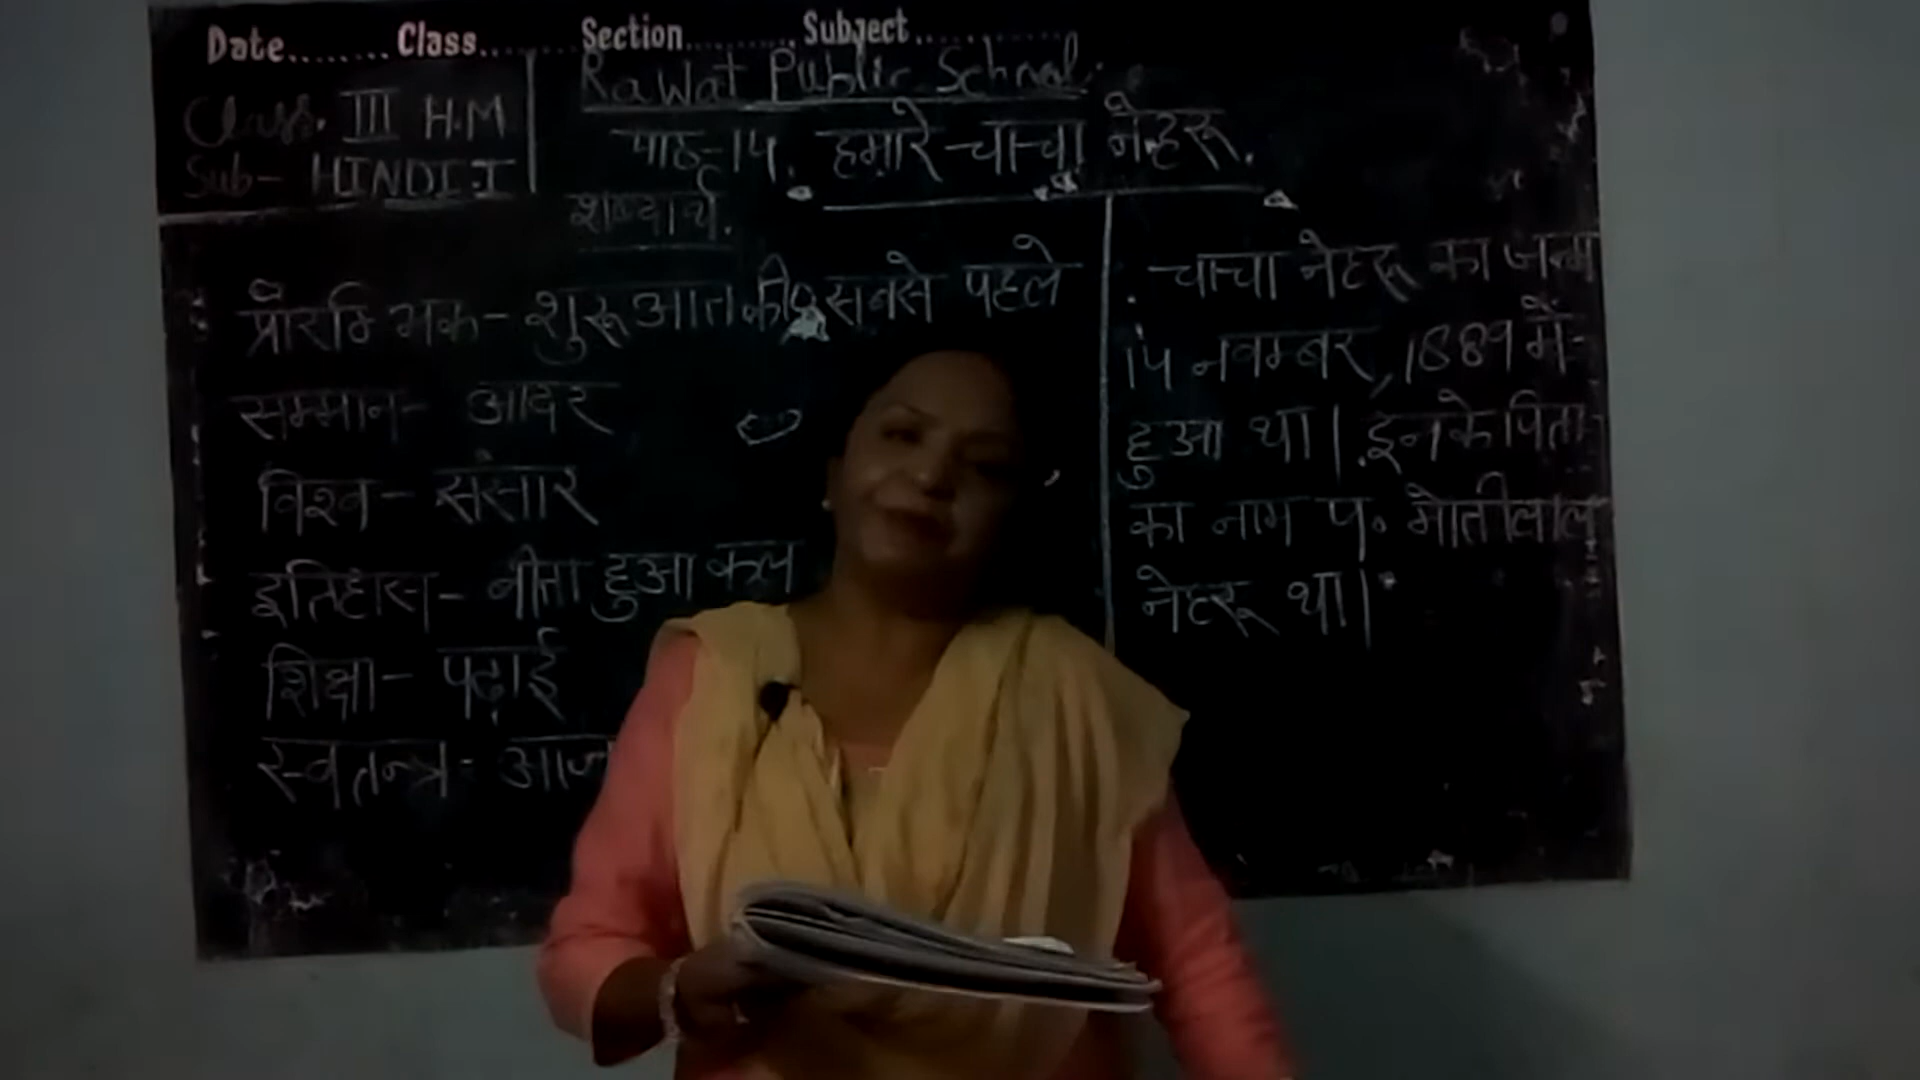 Date........ Class........ Section......... Subject............
Rawat Public School.
Class. III H.M
पाठ-14. हमारे चाचा नेहरू.
Sub- HINDI-I
शब्दार्थ.
प्रारम्भिक - शुरूआत की सबसे पहले
सम्मान - आदर
विश्व - संसार
इतिहास - बीता हुआ कल
शिक्षा - पढ़ाई
स्वतन्त्र - आज
. चाचा नेहरू का जन्म
14 नवम्बर, 1889 में
हुआ था|. इनके पिता
का नाम प. मोतीलाल
नेहरू था|